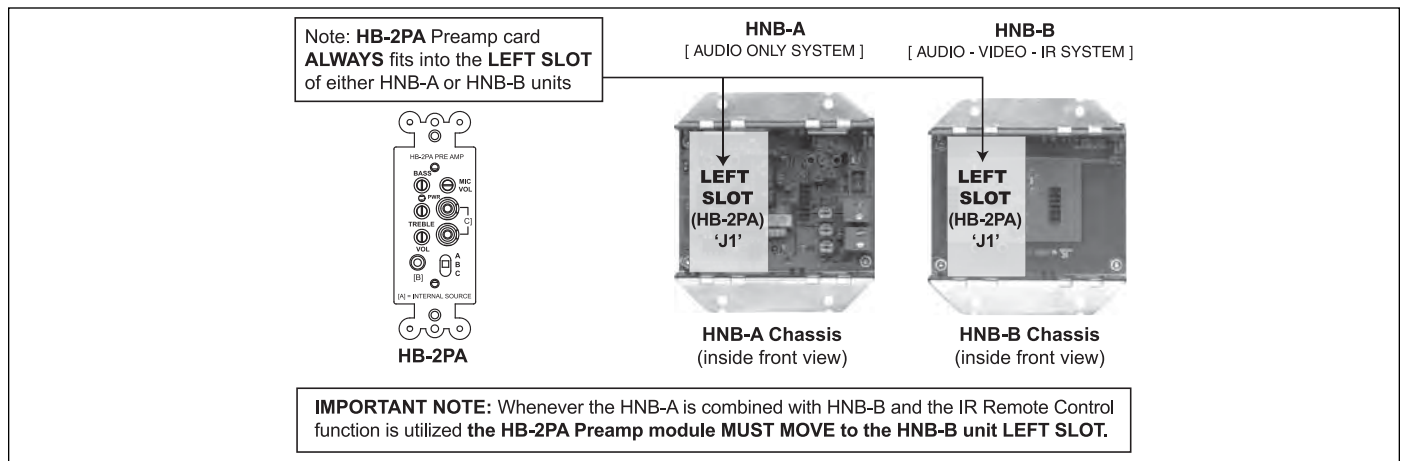 Note: HB-2PA Preamp card
ALWAYS fits into the LEFT SLOT
of either HNB-A or HNB-B units
HNB-A
[ AUDIO ONLY SYSTEM ]
HNB-B
[ AUDIO - VIDEO - IR SYSTEM ]
HB-2PA PRE AMP
BASS
MIC
VOL
PWR
C]
TREBLE
VOL
A
B
C
[B]
[A] = INTERNAL SOURCE
HB-2PA
LEFT
SLOT
(HB-2PA)
‘J1’
HNB-A Chassis
(inside front view)
LEFT
SLOT
(HB-2PA)
‘J1’
HNB-B Chassis
(inside front view)
IMPORTANT NOTE: Whenever the HNB-A is combined with HNB-B and the IR Remote Control
function is utilized the HB-2PA Preamp module MUST MOVE to the HNB-B unit LEFT SLOT.